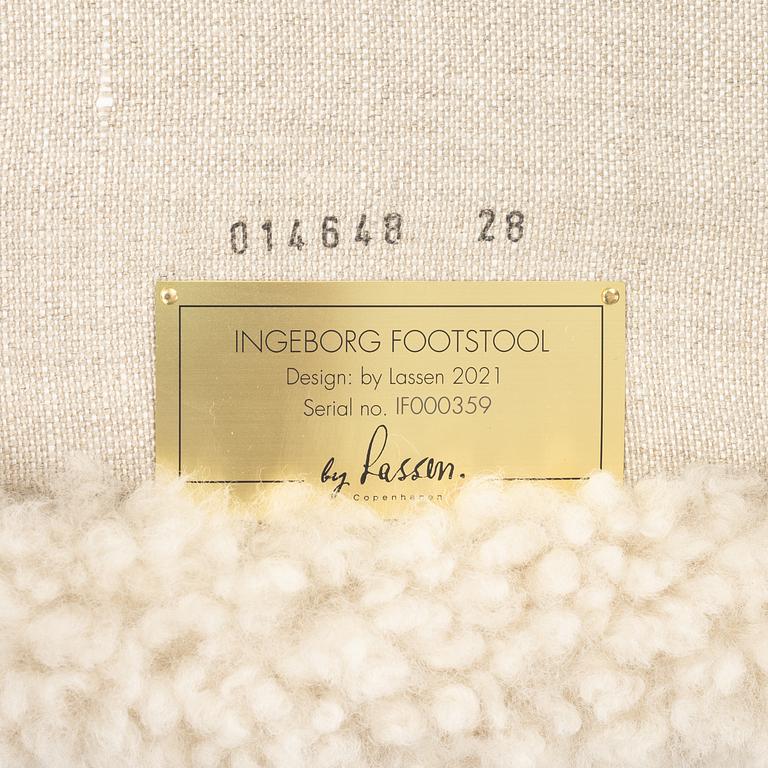 014648 28
INGEBORG FOOTSTOOL
Design: by Lassen 2021
Serial no. IF000359
by Lassen.
Copenhagen